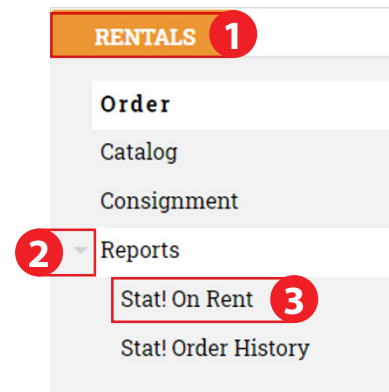 RENTALS 1
Order
Catalog
Consignment
2 Reports
Stat! On Rent 3
Stat! Order History